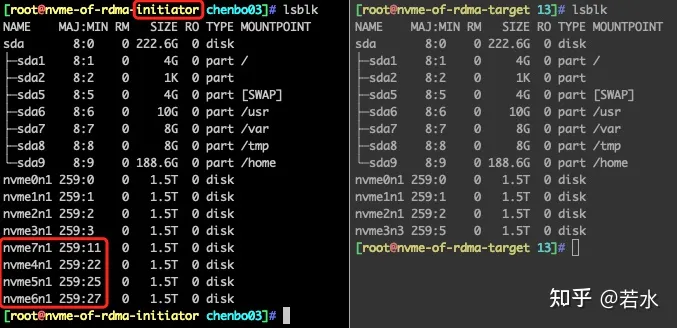 [root@nvme-of-rdma-initiator chenbo03]# lsblk
NAME MAJ:MIN RM SIZE RO TYPE MOUNTPOINT
sda 8:0 0 222.6G 0 disk
├─sda1 8:1 0 4G 0 part /
├─sda2 8:2 0 1K 0 part
├─sda5 8:5 0 4G 0 part [SWAP]
├─sda6 8:6 0 10G 0 part /usr
├─sda7 8:7 0 8G 0 part /var
├─sda8 8:8 0 8G 0 part /tmp
└─sda9 8:9 0 188.6G 0 part /home
nvme0n1 259:0 0 1.5T 0 disk
nvme1n1 259:1 0 1.5T 0 disk
nvme2n1 259:2 0 1.5T 0 disk
nvme3n1 259:3 0 1.5T 0 disk
nvme7n1 259:11 0 1.5T 0 disk
nvme4n1 259:22 0 1.5T 0 disk
nvme5n1 259:25 0 1.5T 0 disk
nvme6n1 259:27 0 1.5T 0 disk
[root@nvme-of-rdma-initiator chenbo03]#
[root@nvme-of-rdma-target 13]# lsblk
NAME MAJ:MIN RM SIZE RO TYPE MOUNTPOINT
sda 8:0 0 222.6G 0 disk
├─sda1 8:1 0 4G 0 part /
├─sda2 8:2 0 1K 0 part
├─sda5 8:5 0 4G 0 part [SWAP]
├─sda6 8:6 0 10G 0 part /usr
├─sda7 8:7 0 8G 0 part /var
├─sda8 8:8 0 8G 0 part /tmp
└─sda9 8:9 0 188.6G 0 part /home
nvme0n1 259:0 0 1.5T 0 disk
nvme1n1 259:1 0 1.5T 0 disk
nvme2n1 259:2 0 1.5T 0 disk
nvme3n3 259:5 0 1.5T 0 disk
[root@nvme-of-rdma-target 13]#
知乎 @若水